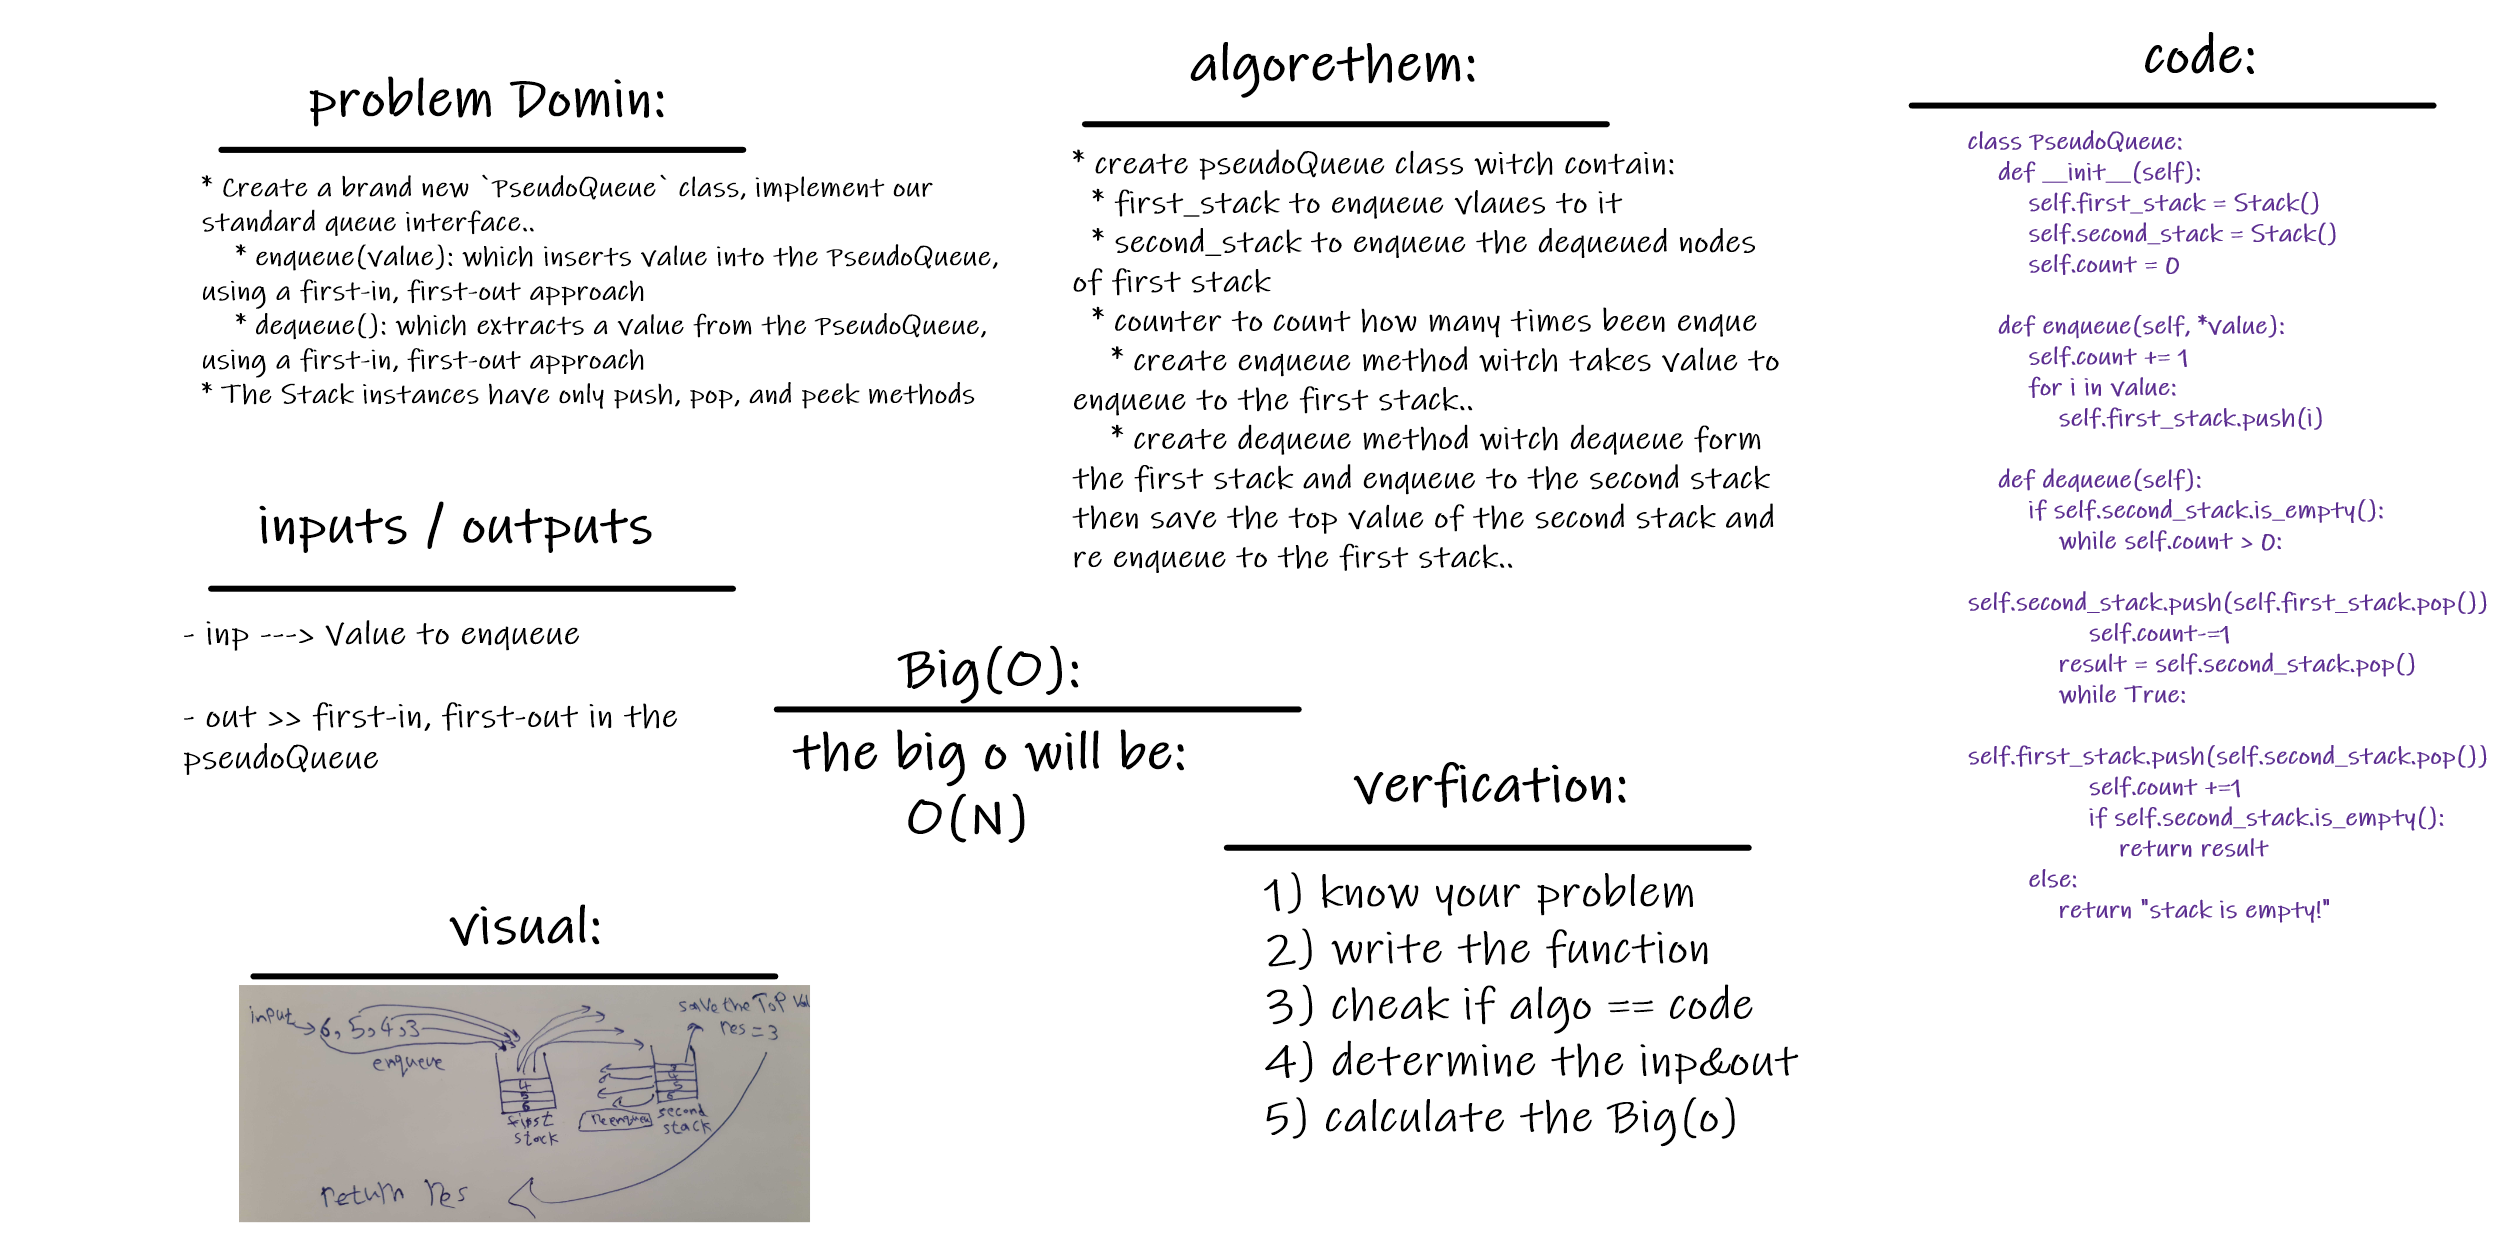 problem Domin:
* Create a brand new `PseudoQueue` class, implement our
standard queue interface..
* enqueue(value): which inserts value into the PseudoQueue,
using a first-in, first-out approach
* dequeue(): which extracts a value from the PseudoQueue,
using a first-in, first-out approach
* The Stack instances have only push, pop, and peek methods
inputs / outputs
- inp ---> Value to enqueue
- out >> first-in, first-out in the
pseudoQueue
visual:
input
6, 5, 4, 3
enqueue
4
5
6
first
stack
save the Top Val
res = 3
5
6
second
stack
Reenqueue
return res
algorethem:
* create pseudoQueue class witch contain:
* first_stack to enqueue vlaues to it
* second_stack to enqueue the dequeued nodes
of first stack
* counter to count how many times been enque
* create enqueue method witch takes value to
enqueue to the first stack..
* create dequeue method witch dequeue form
the first stack and enqueue to the second stack
then save the top value of the second stack and
re enqueue to the first stack..
Big(O):
the big o will be:
O(N)
verfication:
1) know your problem
2) write the function
3) cheak if algo == code
4) determine the inp&out
5) calculate the Big(o)
code:
class PseudoQueue:
def __init__(self):
self.first_stack = Stack()
self.second_stack = Stack()
self.count = 0
def enqueue(self, *value):
self.count += 1
for i in value:
self.first_stack.push(i)
def dequeue(self):
if self.second_stack.is_empty():
while self.count > 0:
self.second_stack.push(self.first_stack.pop())
self.count-=1
result = self.second_stack.pop()
while True:
self.first_stack.push(self.second_stack.pop())
self.count +=1
if self.second_stack.is_empty():
return result
else:
return "stack is empty!"